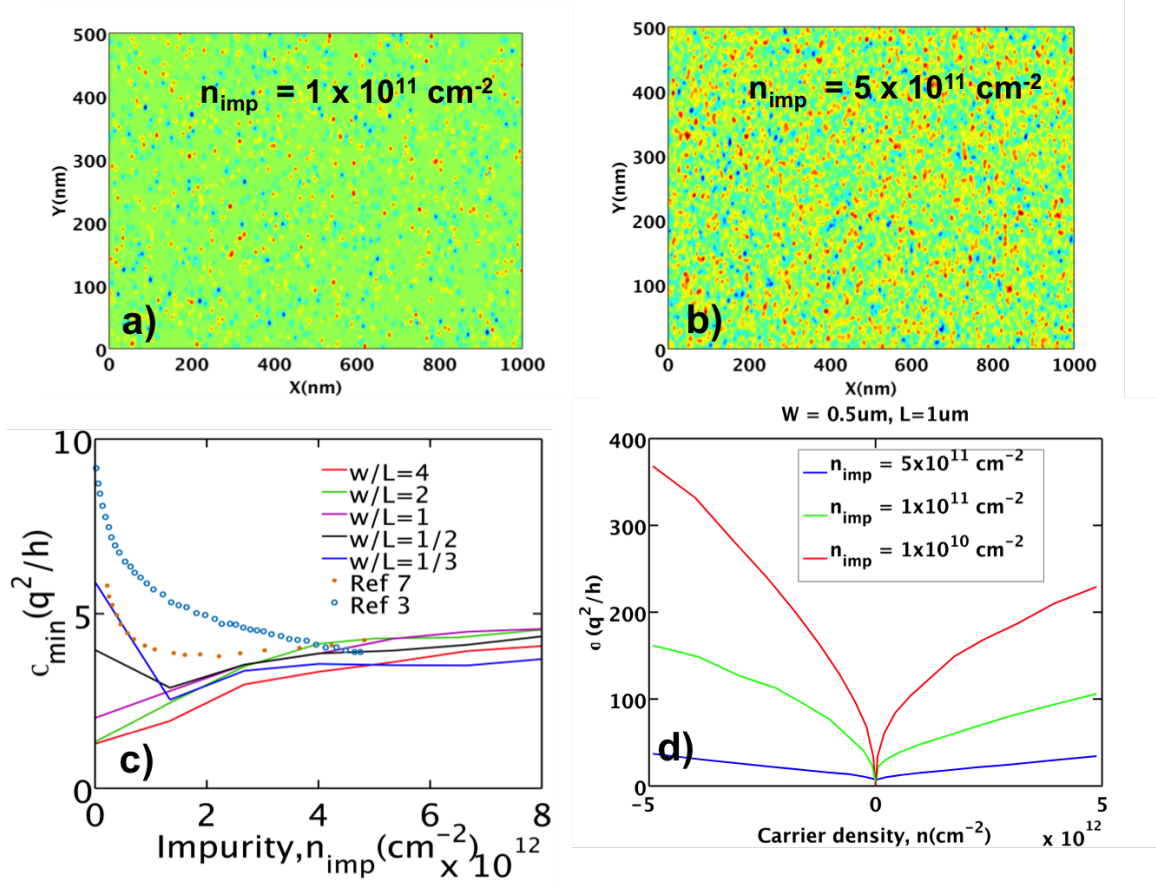 500
400
300
200
100
0
Y(nm)
n_imp = 1 x 10^11 cm^-2
a)
0 200 400 600 800 1000
X(nm)
500
400
300
200
100
0
Y(nm)
n_imp = 5 x 10^11 cm^-2
b)
0 200 400 600 800 1000
X(nm)
10
5
0
σ_min(q^2/h)
w/L=4
w/L=2
w/L=1
w/L=1/2
w/L=1/3
Ref 7
Ref 3
c)
0 2 4 6 8
Impurity,n_imp(cm^-2)
x 10^12
W = 0.5um, L=1um
400
300
200
100
0
σ (q^2/h)
n_imp = 5x10^11 cm^-2
n_imp = 1x10^11 cm^-2
n_imp = 1x10^10 cm^-2
d)
-5 0 5
Carrier density, n(cm^-2)
x 10^12